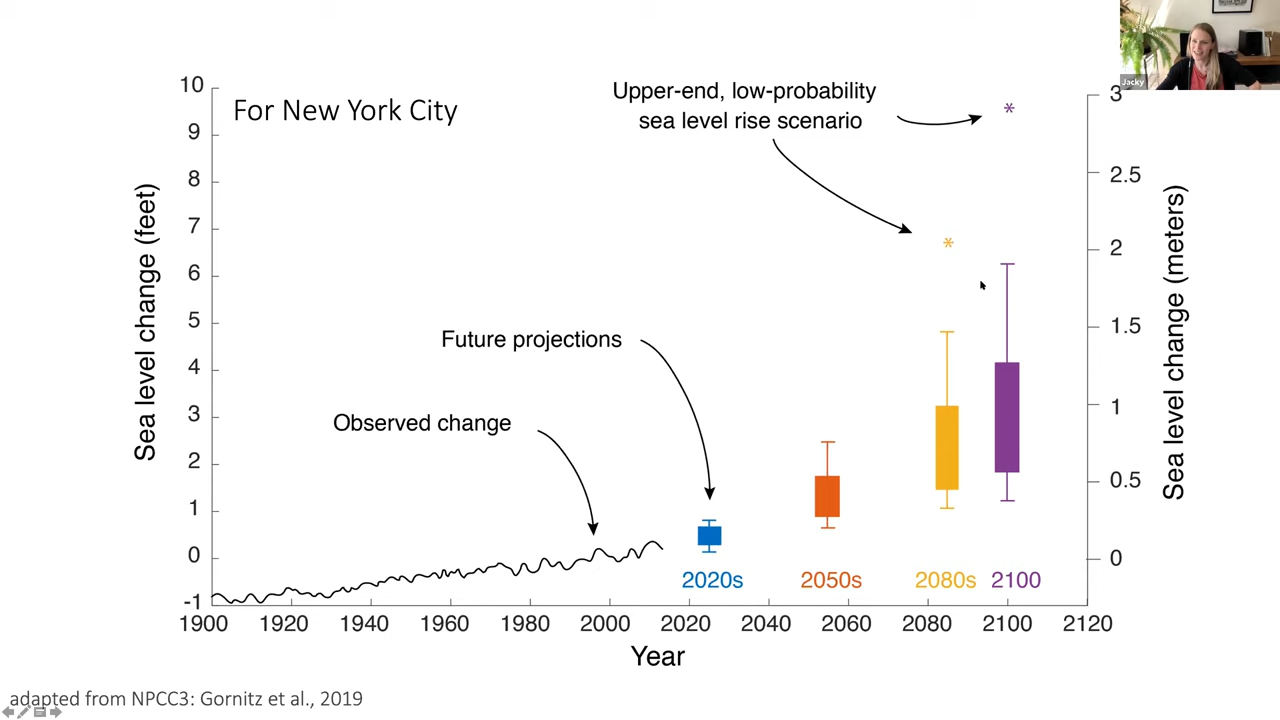 Jacky
For New York City
Upper-end, low-probability
sea level rise scenario
*
*
Future projections
Observed change
Sea level change (feet)
10
9
8
7
6
5
4
3
2
1
0
-1
Sea level change (meters)
3
2.5
2
1.5
1
0.5
0
2020s
2050s
2080s
2100
1900 1920 1940 1960 1980 2000 2020 2040 2060 2080 2100 2120
Year
adapted from NPCC3: Gornitz et al., 2019